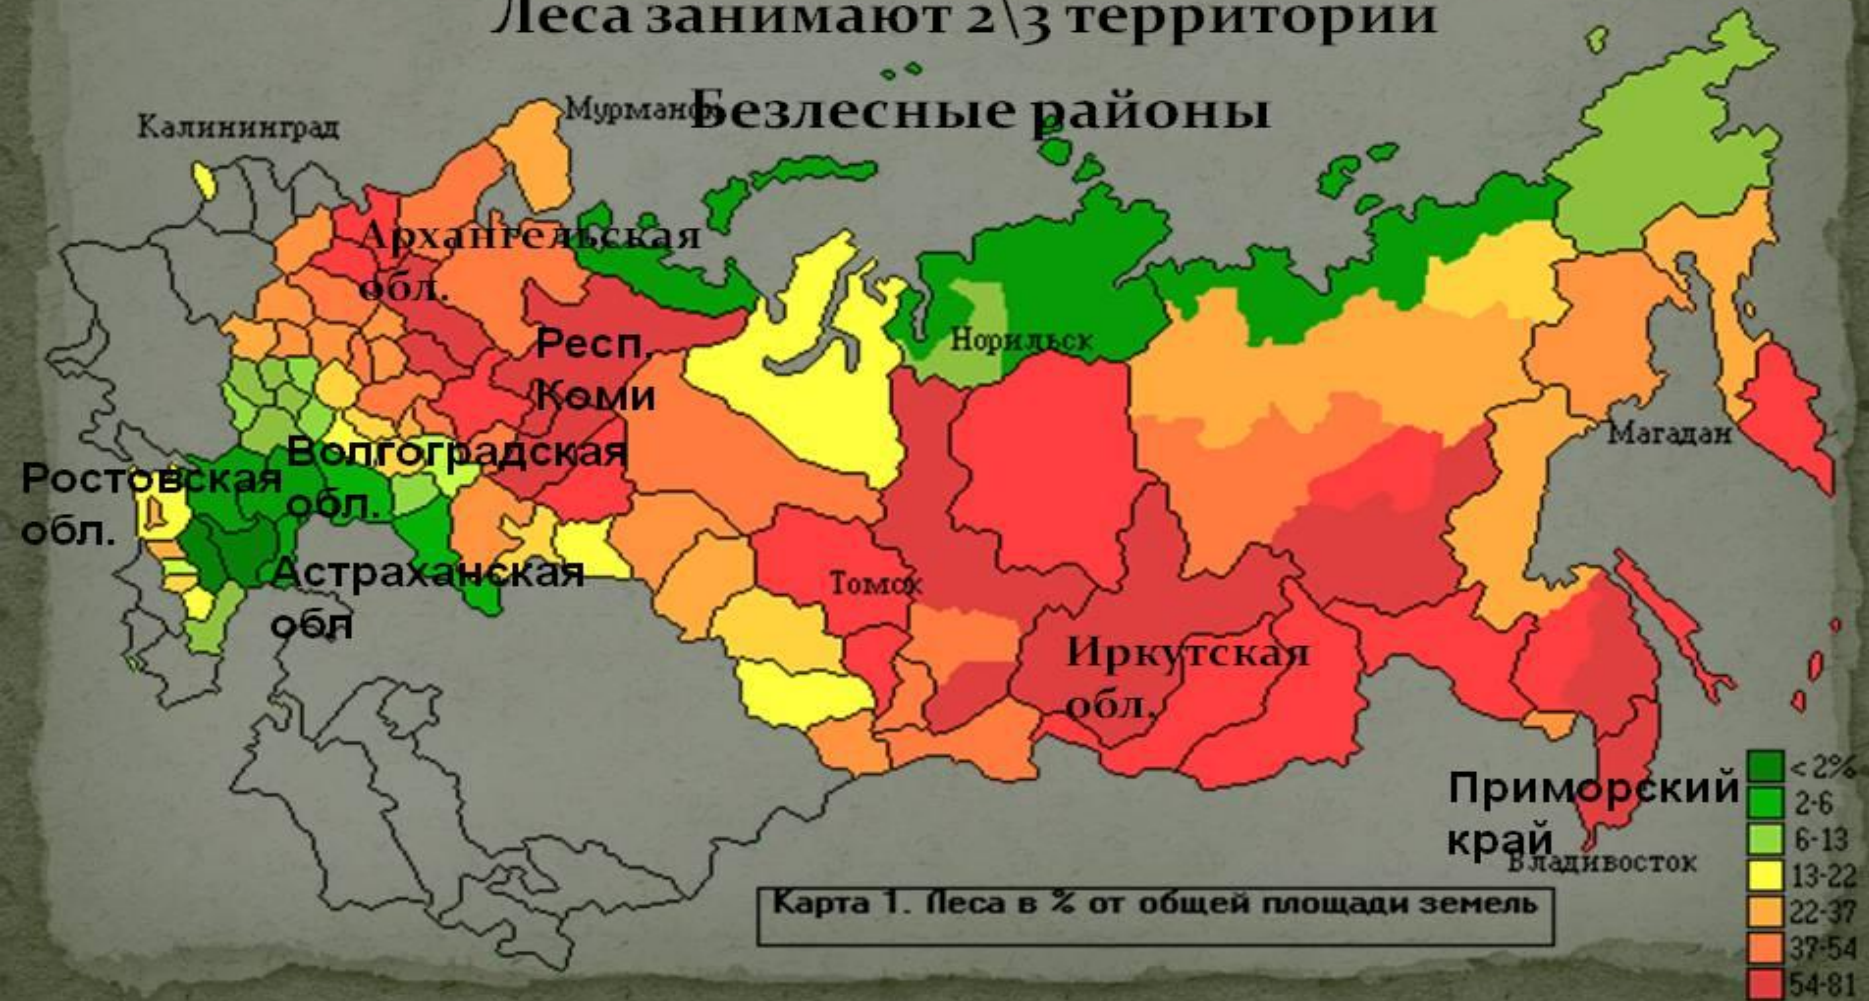 Леса занимают 2\3 территории
Безлесные районы
Мурманск
Калининград
Архангельская
обл.
Респ.
Коми
Норильск
Магадан
Волгоградская
обл.
Ростовская
обл.
Астраханская
обл
Томск
Иркутская
обл.
Приморский
край
Владивосток
Карта 1. Леса в % от общей площади земель
<2%
2-6
6-13
13-22
22-37
37-54
54-81